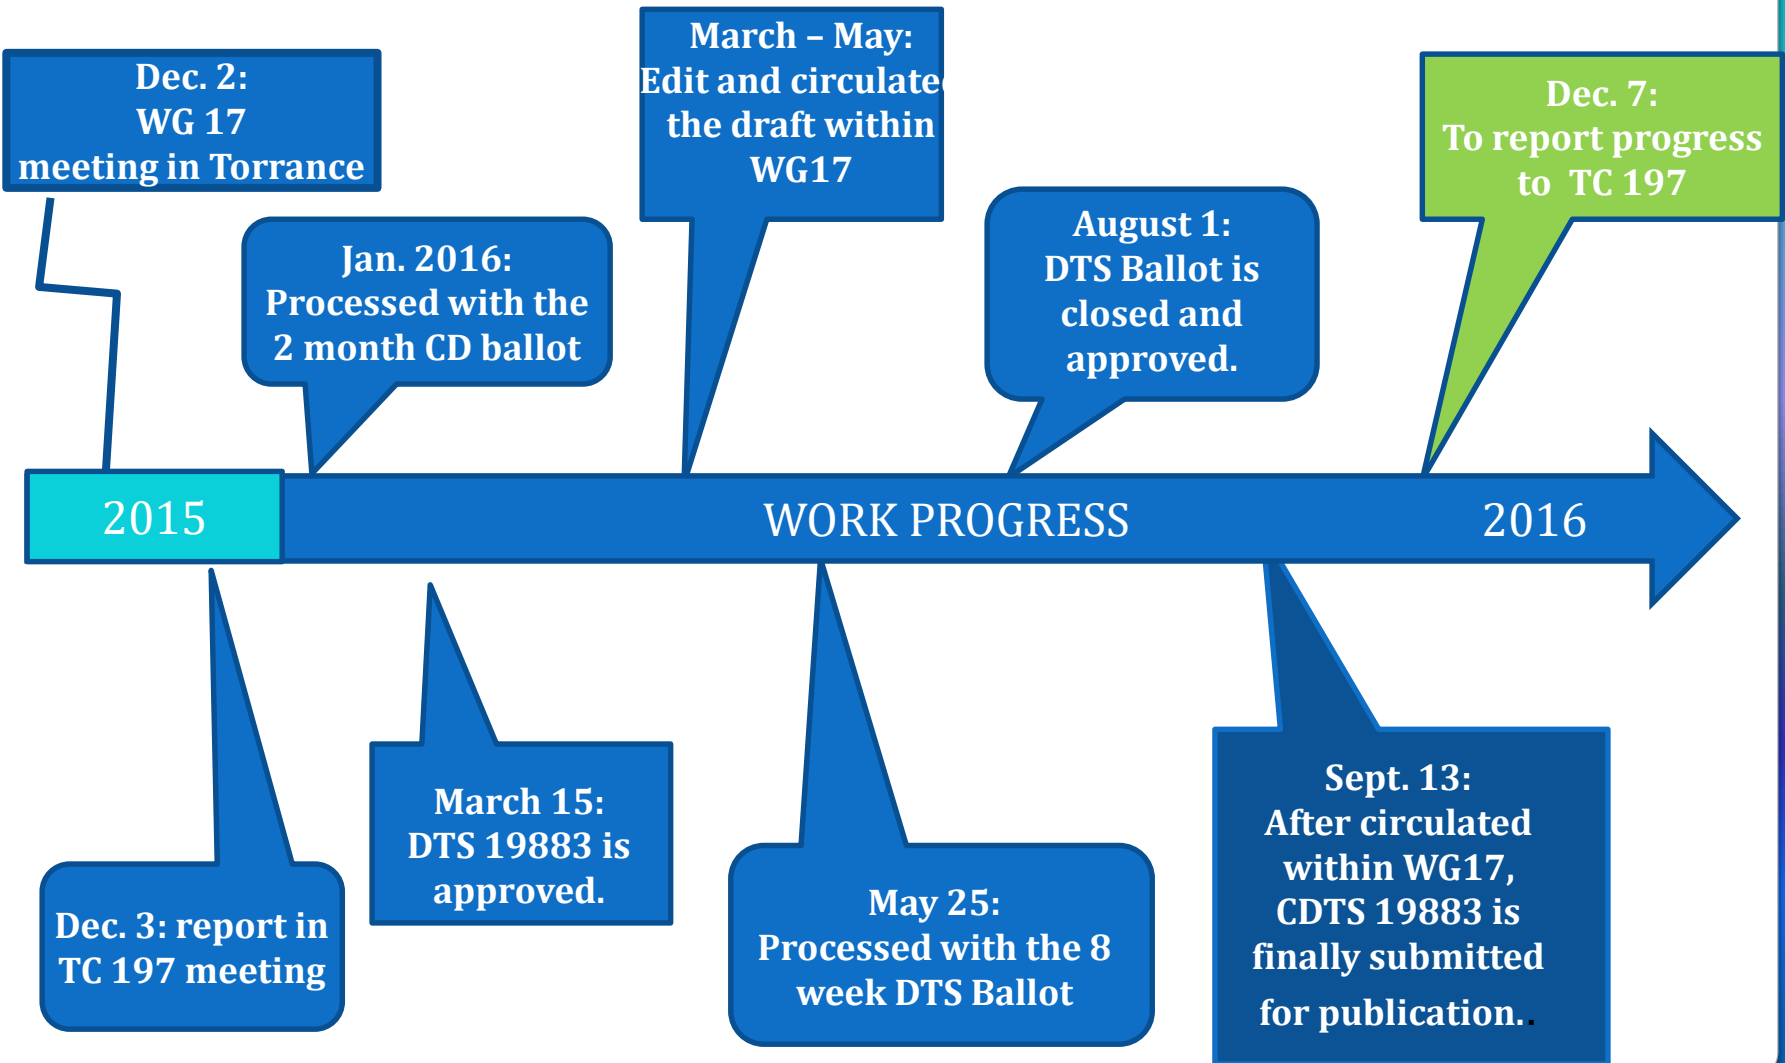 Dec. 2:
WG 17
meeting in Torrance
Jan. 2016:
Processed with the
2 month CD ballot
March – May:
Edit and circulated
the draft within
WG17
August 1:
DTS Ballot is
closed and
approved.
Dec. 7:
To report progress
to TC 197
2015
WORK PROGRESS
2016
Dec. 3: report in
TC 197 meeting
March 15:
DTS 19883 is
approved.
May 25:
Processed with the 8
week DTS Ballot
Sept. 13:
After circulated
within WG17,
CDTS 19883 is
finally submitted
for publication..